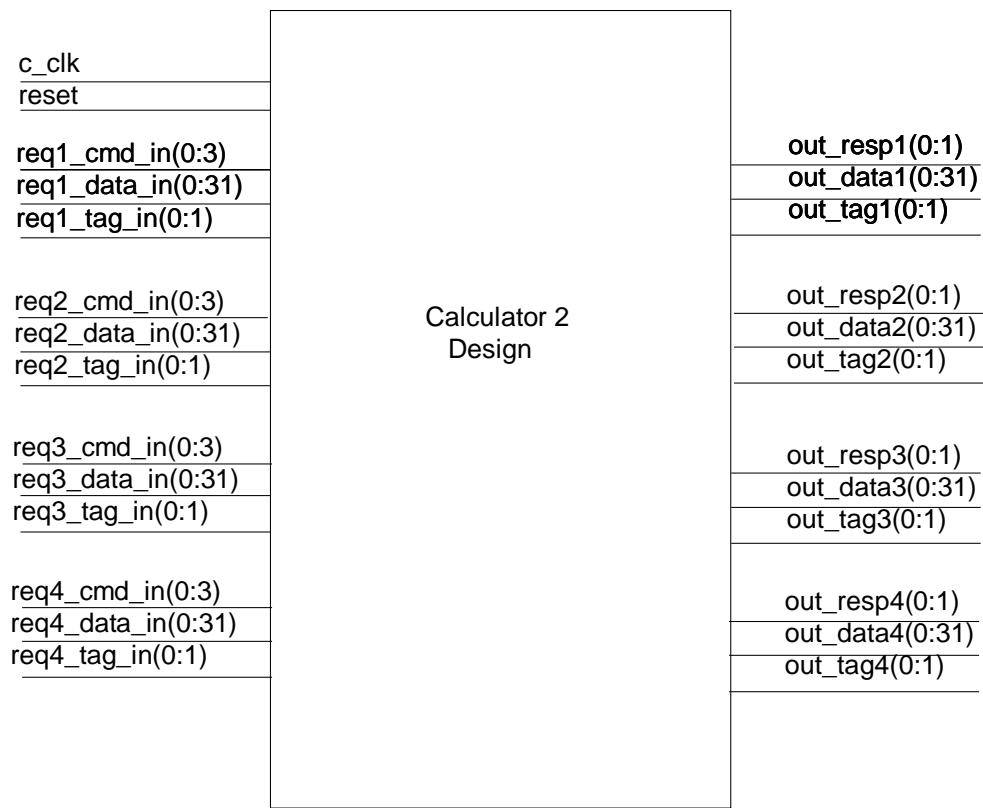 c_clk
reset
req1_cmd_in(0:3)
req1_data_in(0:31)
req1_tag_in(0:1)
req2_cmd_in(0:3)
req2_data_in(0:31)
req2_tag_in(0:1)
req3_cmd_in(0:3)
req3_data_in(0:31)
req3_tag_in(0:1)
req4_cmd_in(0:3)
req4_data_in(0:31)
req4_tag_in(0:1)
Calculator 2
Design
out_resp1(0:1)
out_data1(0:31)
out_tag1(0:1)
out_resp2(0:1)
out_data2(0:31)
out_tag2(0:1)
out_resp3(0:1)
out_data3(0:31)
out_tag3(0:1)
out_resp4(0:1)
out_data4(0:31)
out_tag4(0:1)